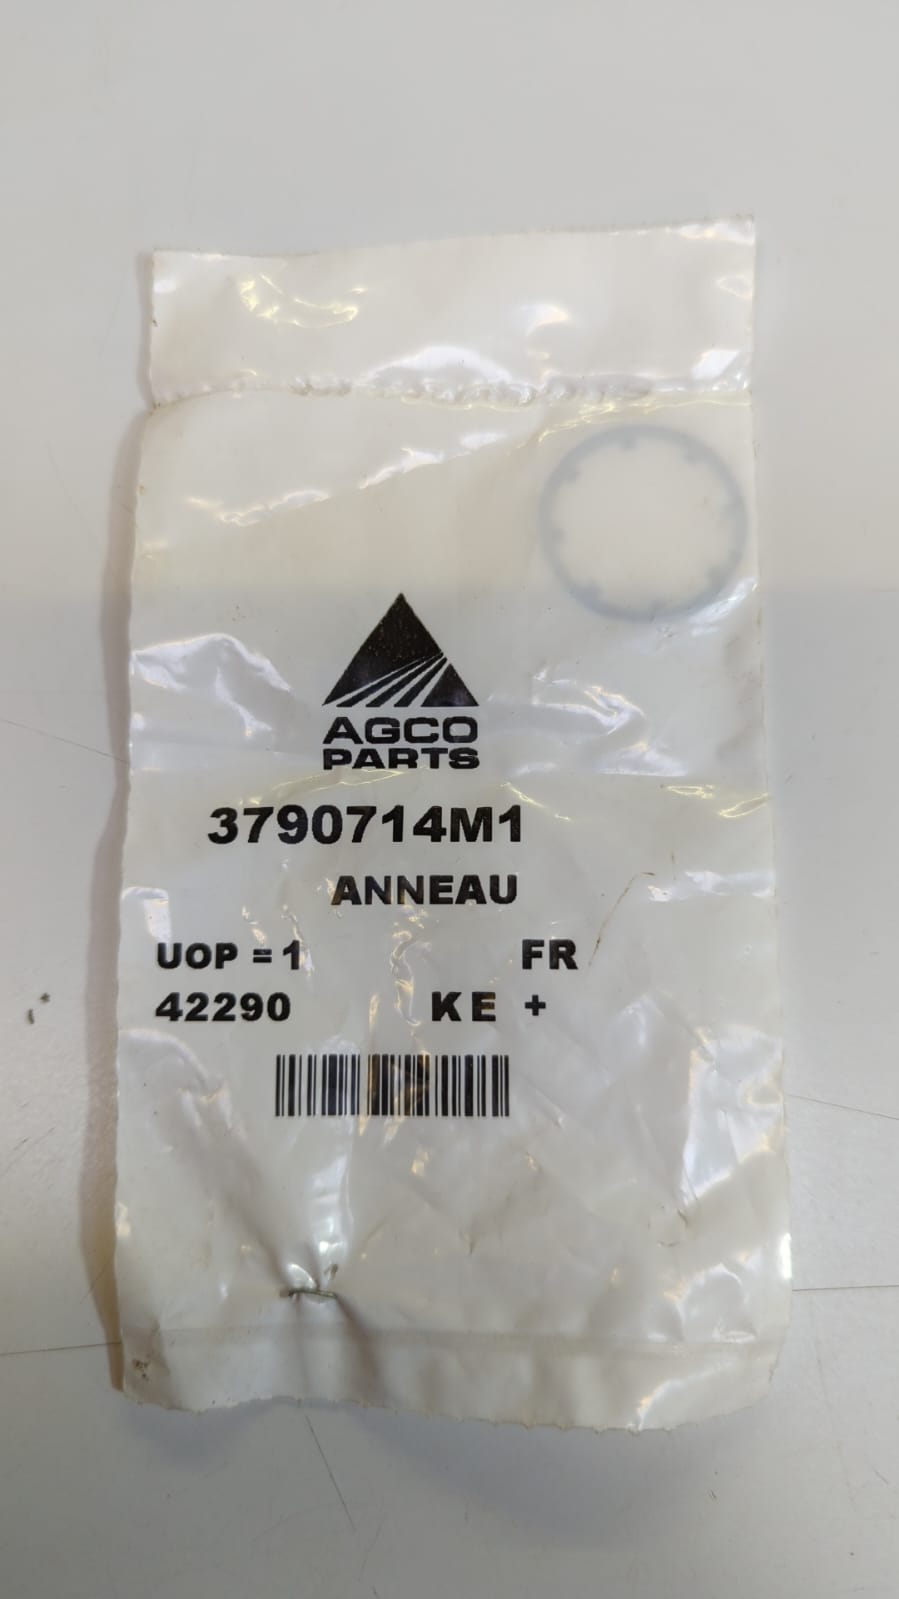 AGCO
PARTS
3790714M1
ANNEAU
UOP = 1 FR
42290 KE +